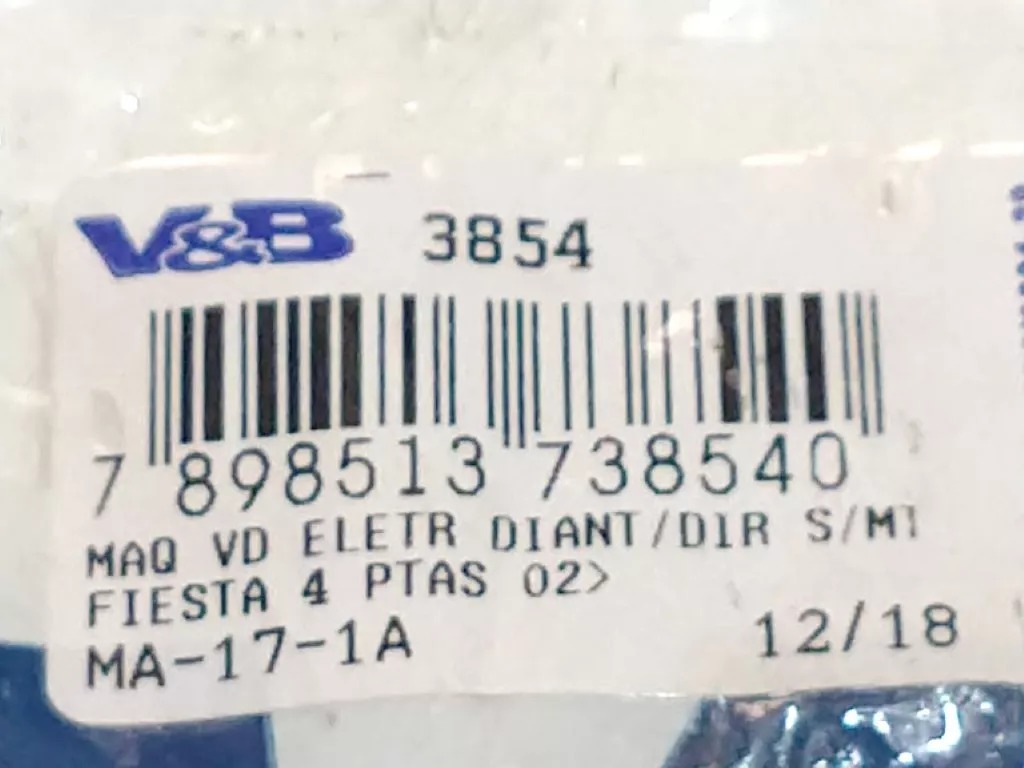 V&B 3854
7 898513 738540
MAQ VD ELETR DIANT/DIR
FIESTA 4 PTAS 02>
MA-17-1A 12/18